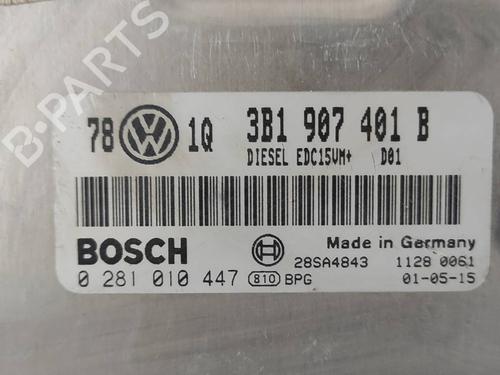 B-PARTS
78 VW 1Q 3B1 907 401 B
DIESEL EDC15VM+ D01
BOSCH
Made in Germany
28SA4843 1128 0061
0 281 010 447 810 BPG 01-05-15